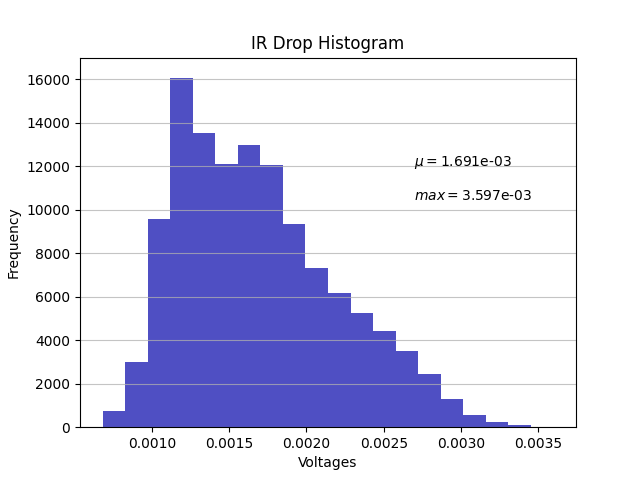 IR Drop Histogram
16000
14000
12000
10000
8000
6000
4000
2000
0
Frequency
μ = 1.691e-03
max = 3.597e-03
0.0010 0.0015 0.0020 0.0025 0.0030 0.0035
Voltages